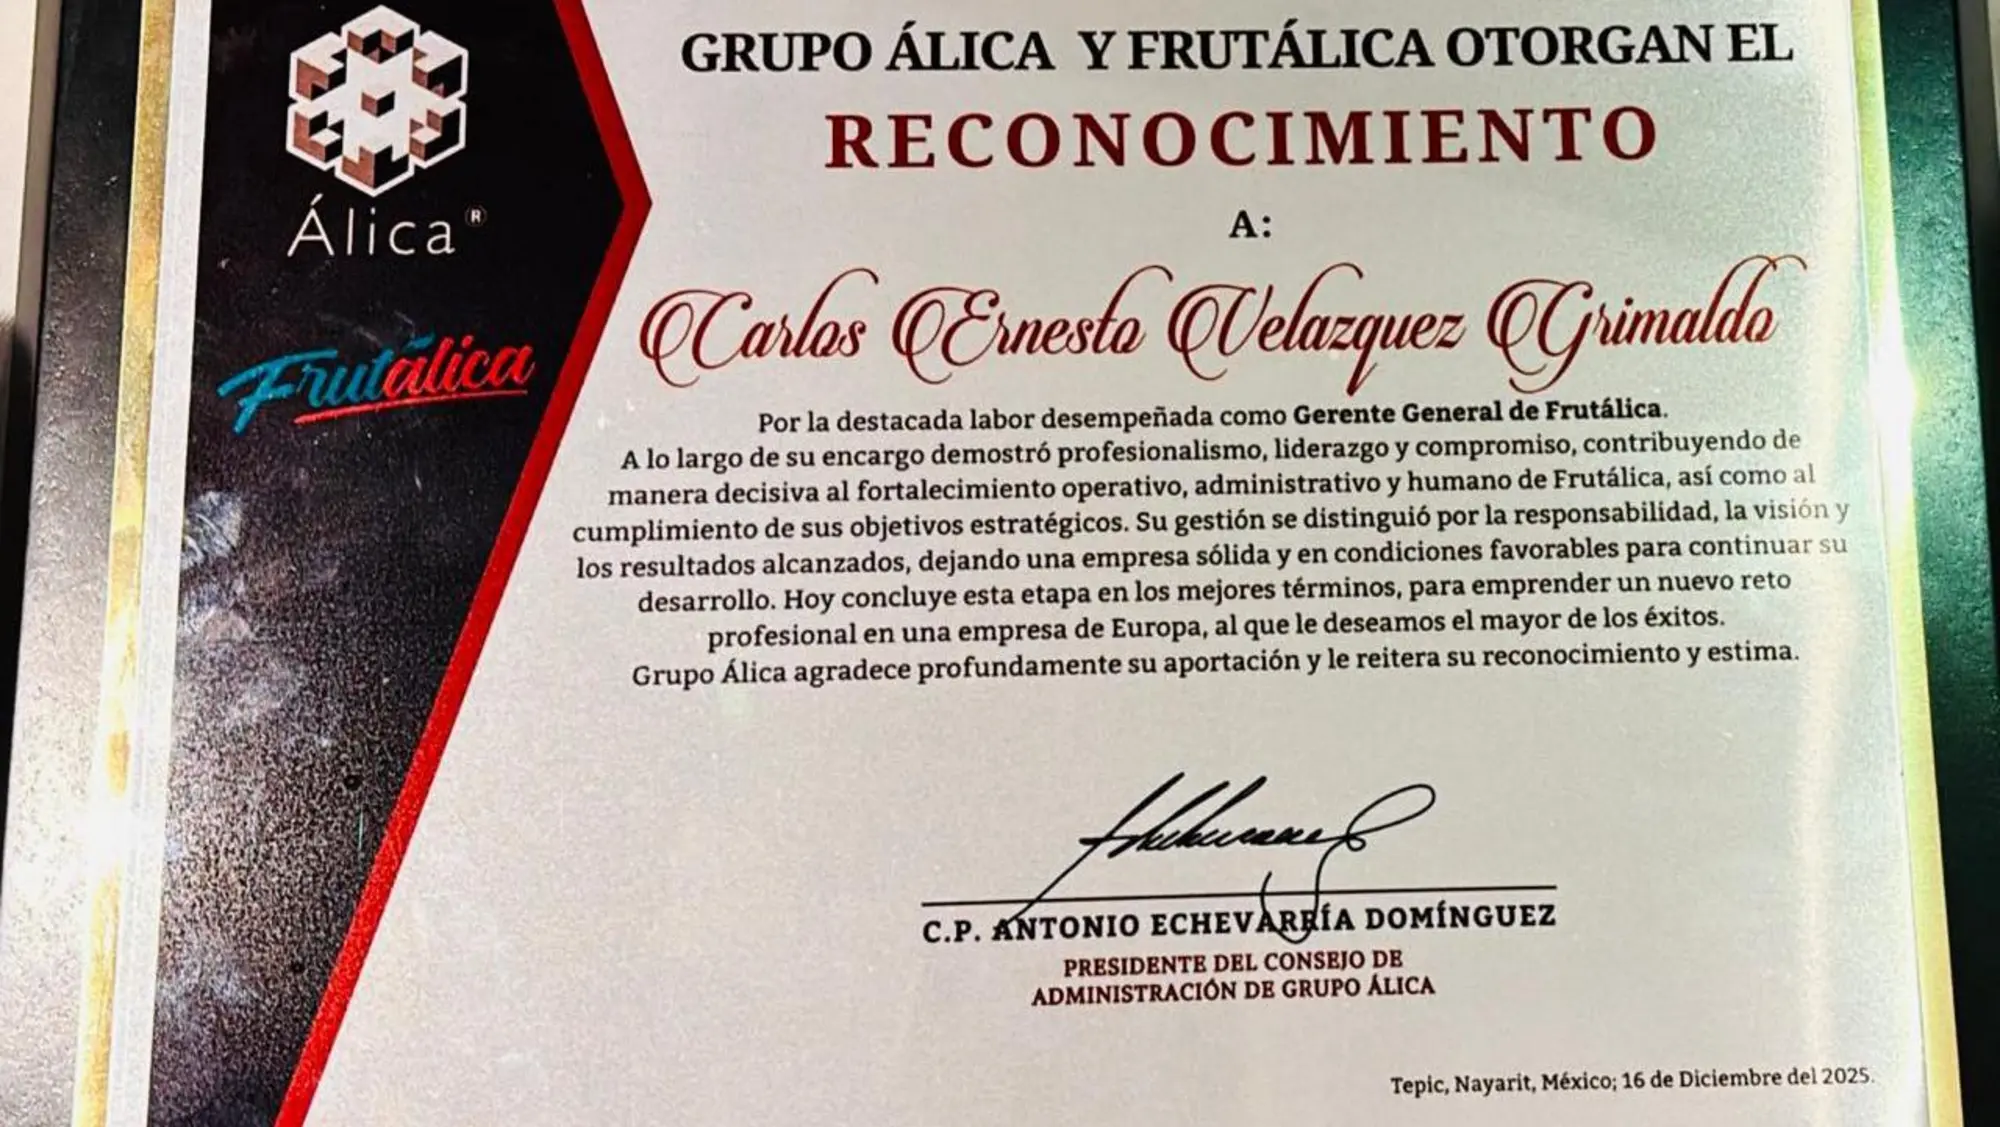 GRUPO ÁLICA Y FRUTÁLICA OTORGAN EL
RECONOCIMIENTO
A:
Álica®
Frutálica
Carlos Ernesto Velazquez Grimaldo
Por la destacada labor desempeñada como Gerente General de Frutálica.
A lo largo de su encargo demostró profesionalismo, liderazgo y compromiso, contribuyendo de
manera decisiva al fortalecimiento operativo, administrativo y humano de Frutálica, así como al
cumplimiento de sus objetivos estratégicos. Su gestión se distinguió por la responsabilidad, la visión y
los resultados alcanzados, dejando una empresa sólida y en condiciones favorables para continuar su
desarrollo. Hoy concluye esta etapa en los mejores términos, para emprender un nuevo reto
profesional en una empresa de Europa, al que le deseamos el mayor de los éxitos.
Grupo Álica agradece profundamente su aportación y le reitera su reconocimiento y estima.
C.P. ANTONIO ECHEVARRÍA DOMÍNGUEZ
PRESIDENTE DEL CONSEJO DE
ADMINISTRACIÓN DE GRUPO ÁLICA
Tepic, Nayarit, México; 16 de Diciembre del 2025.